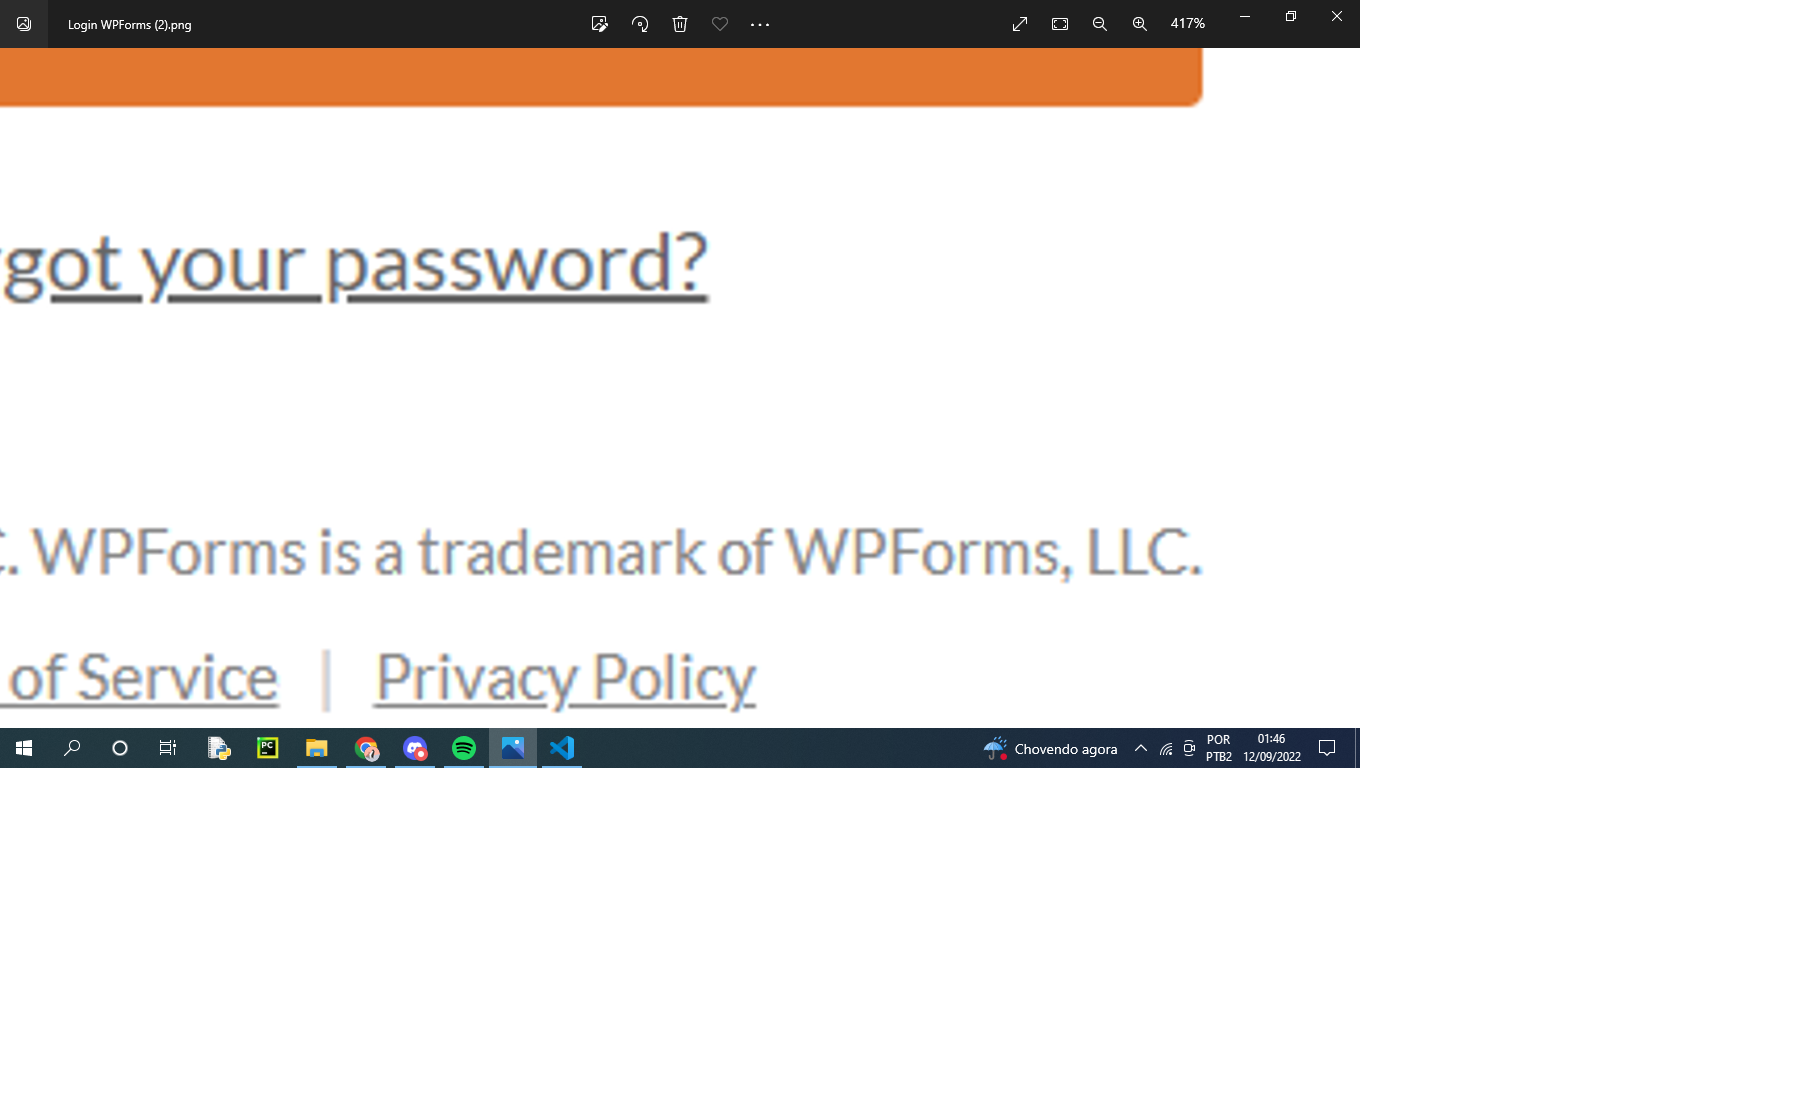 Login WPForms (2).png
417%
got your password?
. WPForms is a trademark of WPForms, LLC.
of Service | Privacy Policy
PC
Chovendo agora
POR
PTB2
01:46
12/09/2022